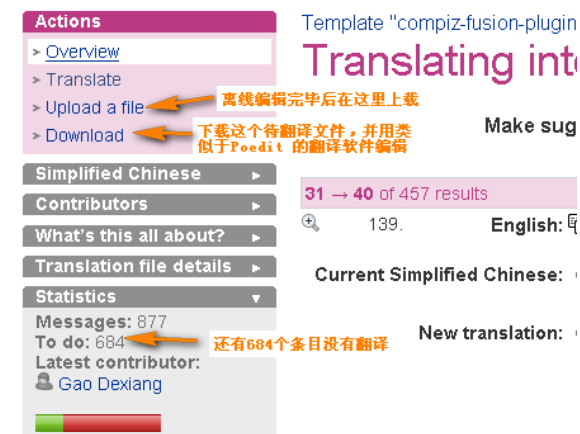 Actions
Overview
Translate
Upload a file
离线编辑完毕后在这里上载
Download
下载这个待翻译文件，并用类
似于Poedit 的翻译软件编辑
Simplified Chinese
Contributors
What's this all about?
Translation file details
Statistics
Messages: 877
To do: 684
还有684个条目没有翻译
Latest contributor:
Gao Dexiang
Template "compiz-fusion-plugin
Translating int
Make sug
31 → 40 of 457 results
139.
English:
Current Simplified Chinese:
New translation: